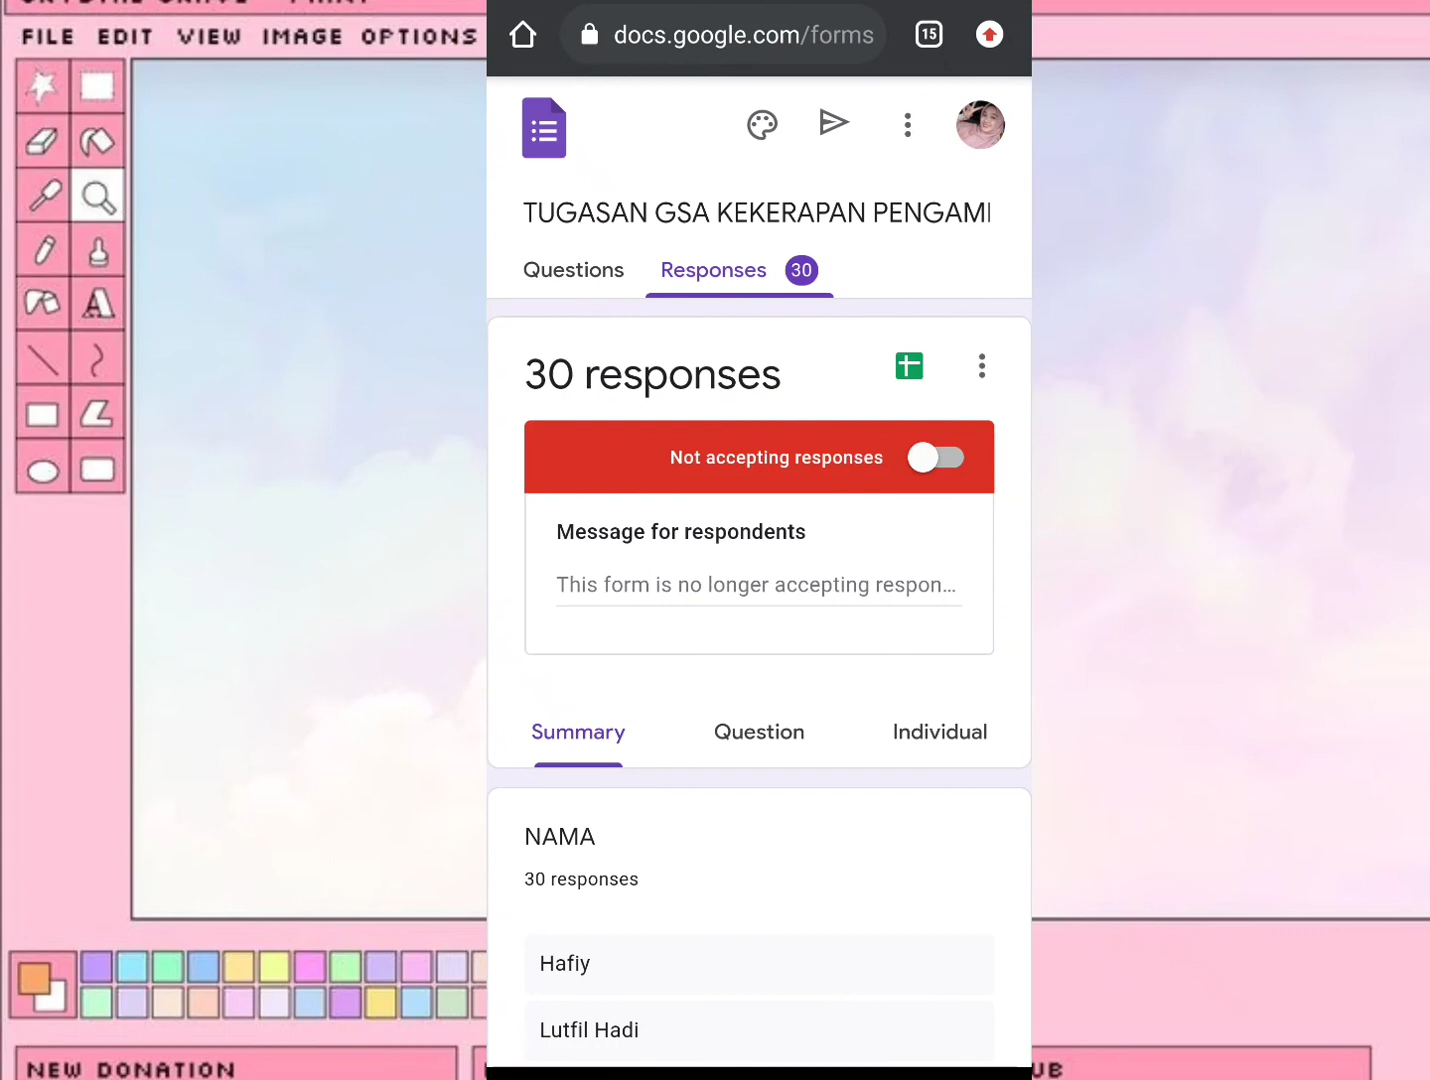 FILE EDIT VIEW IMAGE OPTIONS
docs.google.com/forms
15
TUGASAN GSA KEKERAPAN
Questions
Responses 30
30 responses
Not accepting responses
Message for respondents
This form is no longer accepting respon...
Summary
Question
Individual
NAMA
30 responses
Hafiy
Lutfil Hadi
NEW DONATION